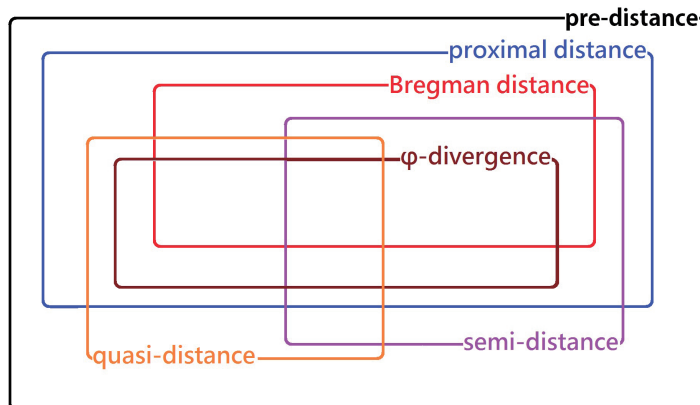 pre-distance
proximal distance
Bregman distance
φ-divergence
semi-distance
quasi-distance